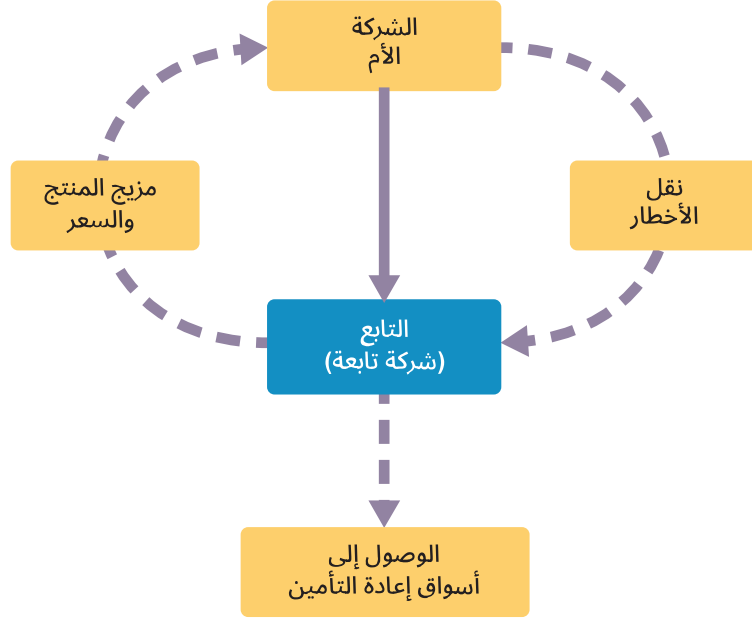 الشركة
الأم
نقل
الأخطار
مزيج المنتج
والسعر
التابع
(شركة تابعة)
الوصول إلى
أسواق إعادة التأمين